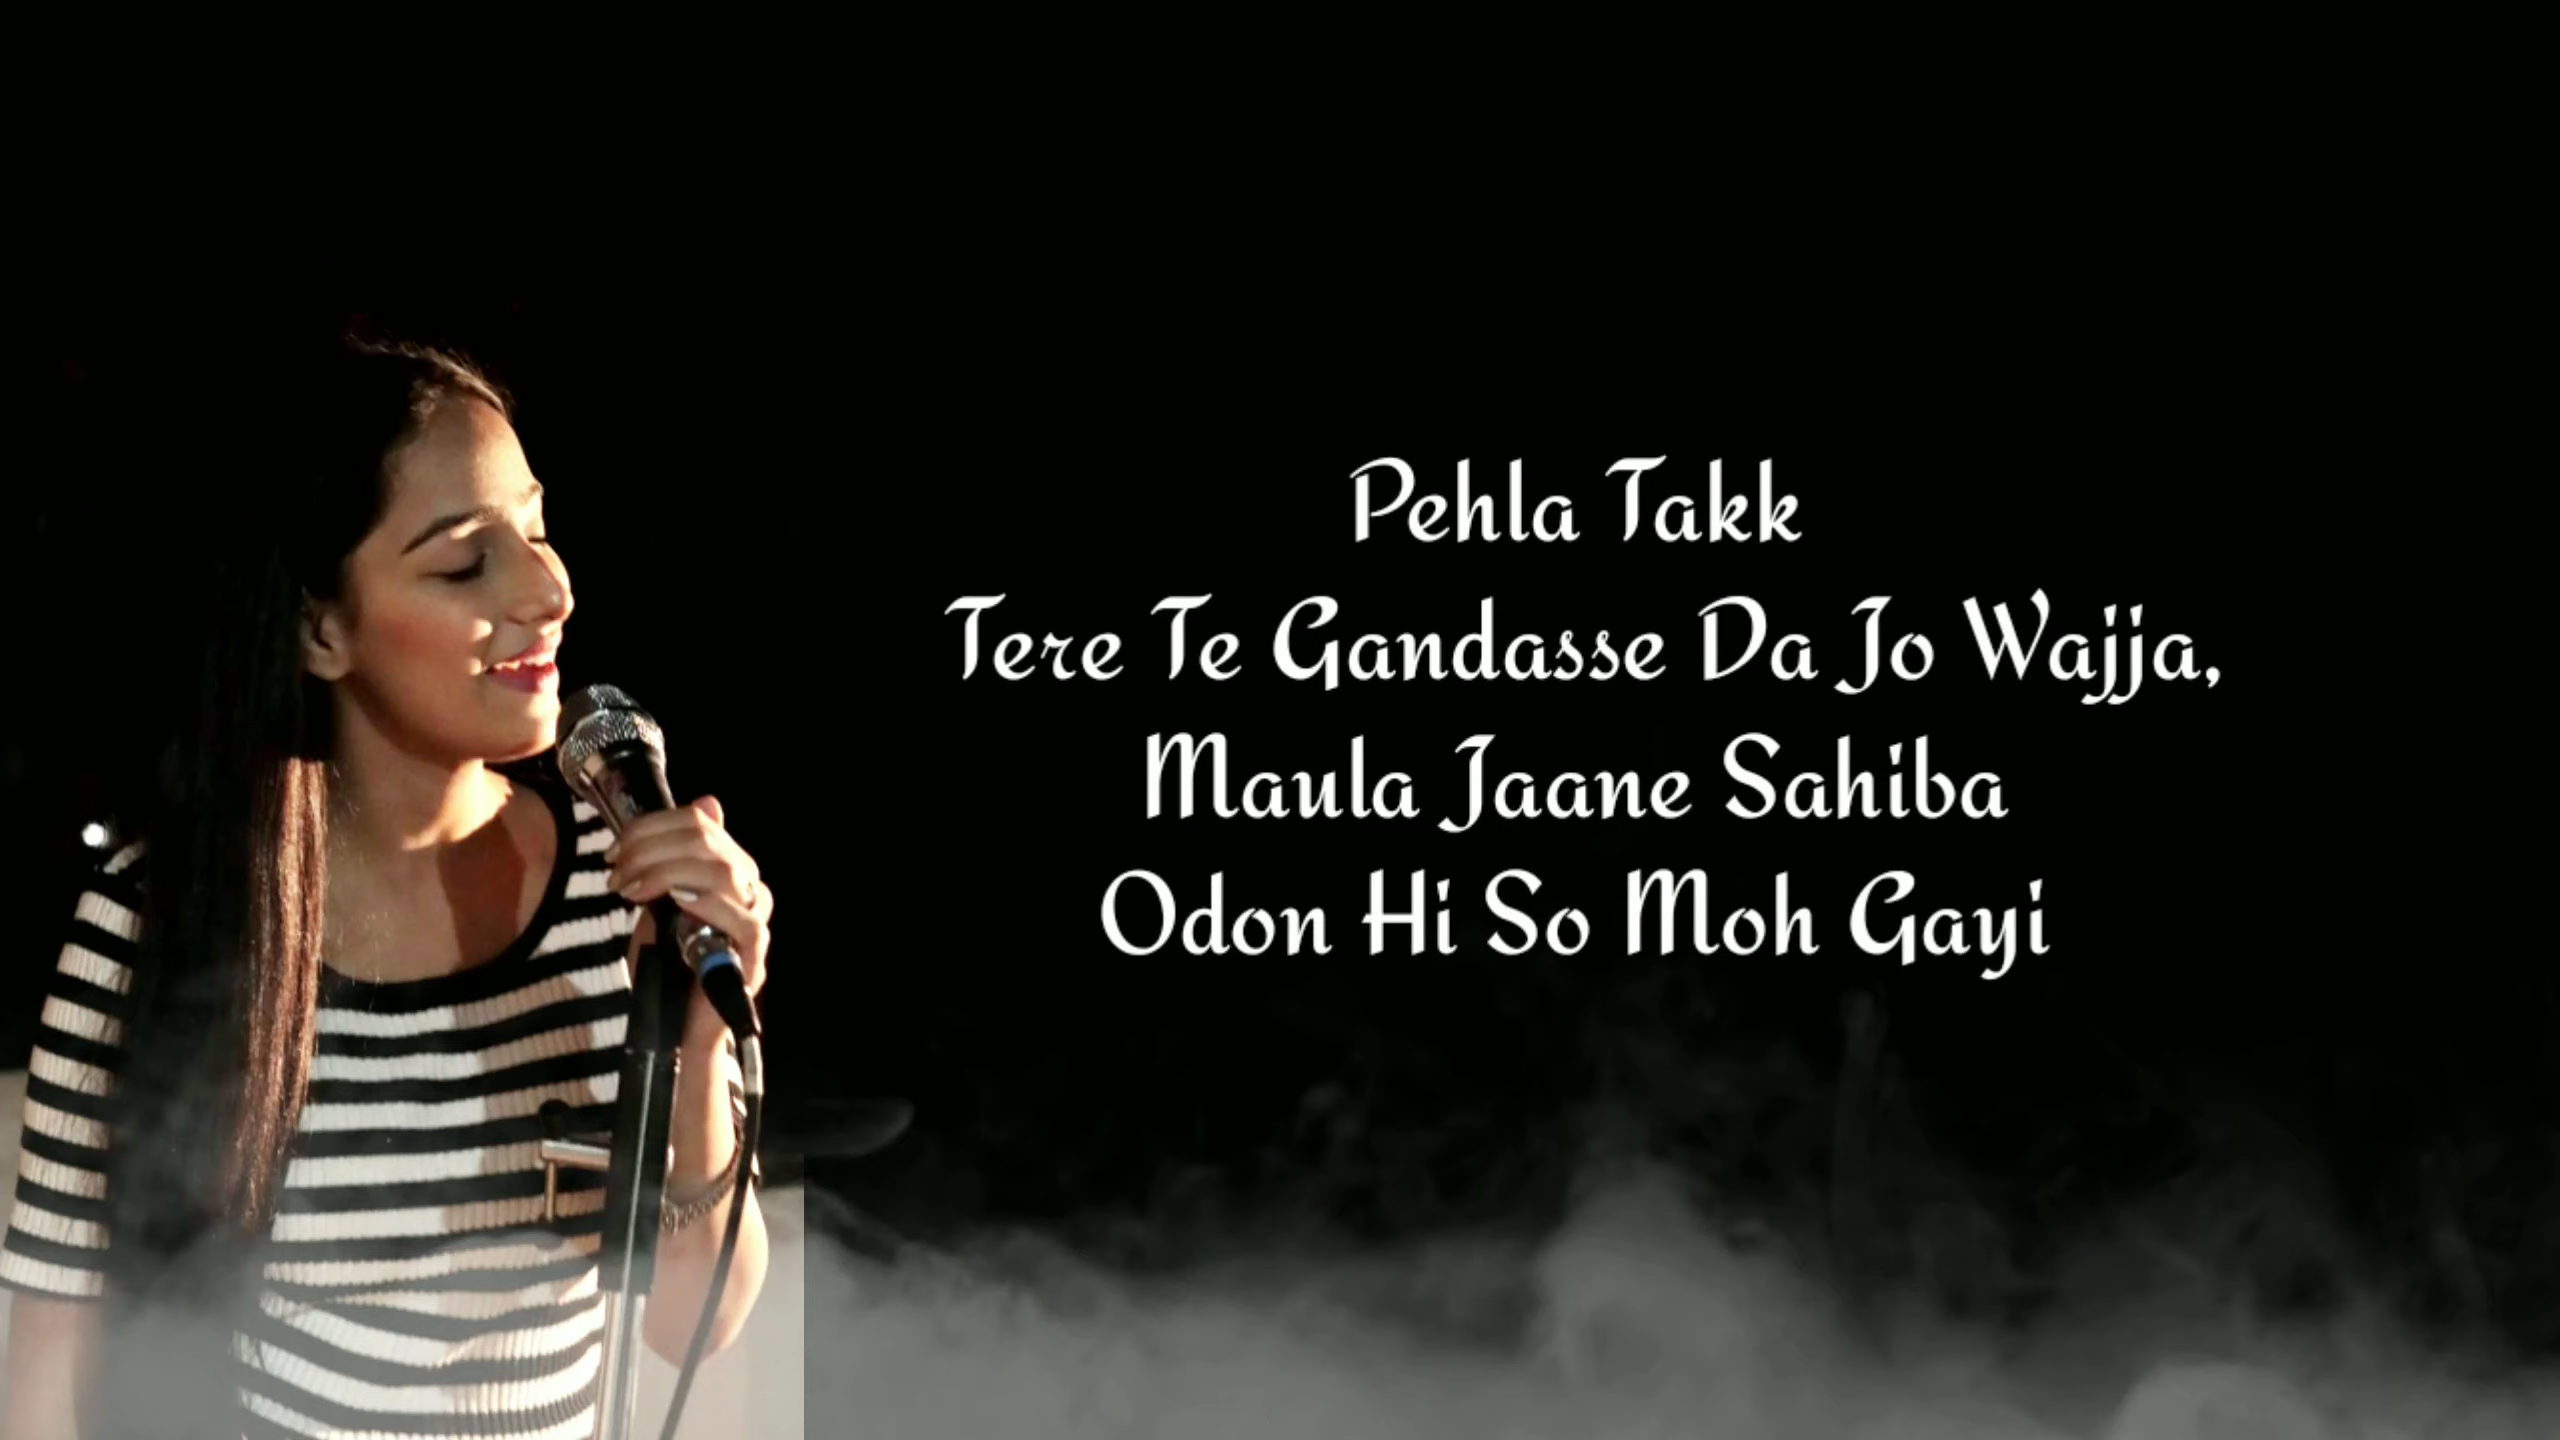 Pehla Takk
Tere Te Gandasse Da Jo Wajja,
Maula Jaane Sahiba
Odon Hi So Moh Gayi